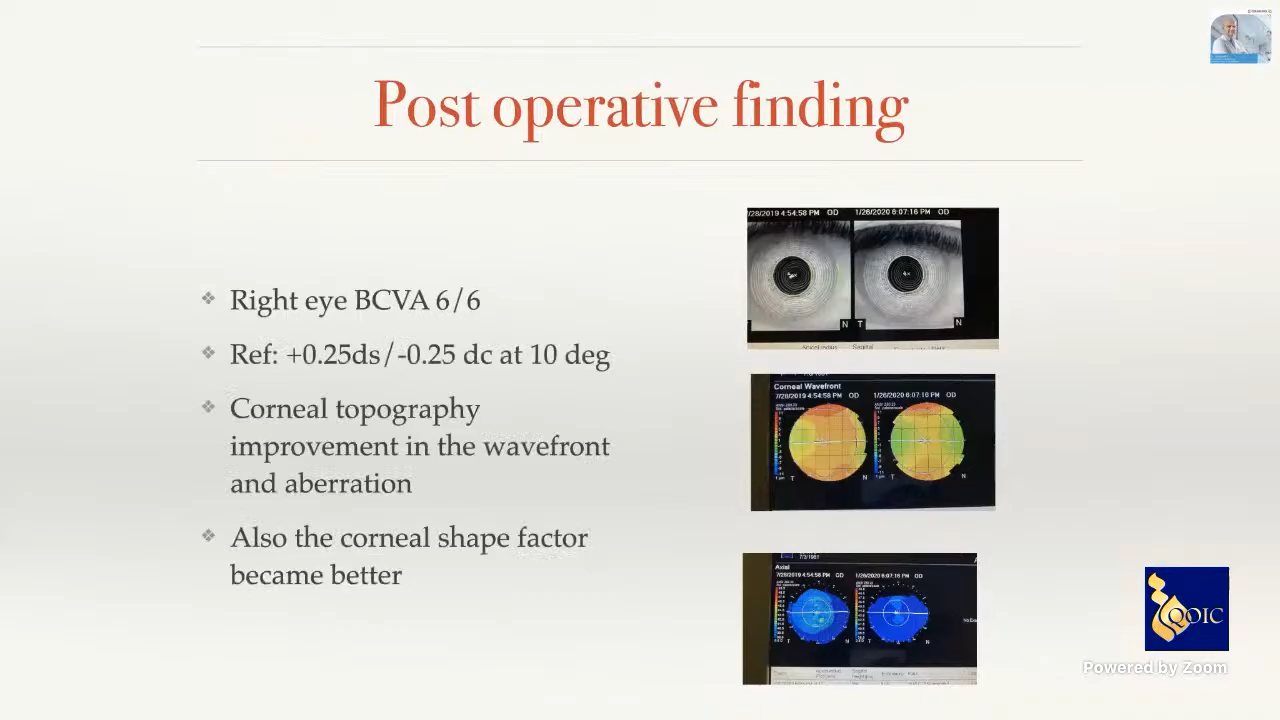 Post operative finding
Right eye BCVA 6/6
Ref: +0.25ds/-0.25 dc at 10 deg
Corneal topography
improvement in the wavefront
and aberration
Also the corneal shape factor
became better
/28/2019 4:54:58 PM OD 1/26/2020 6:07:16 PM OD
N T N
Corneal Wavefront
7/28/2019 4:54:58 PM OD 1/26/2020 6:07:16 PM OD
T N T N
7/3/1981
Axial
7/28/2019 4:54:58 PM OD 1/26/2020 6:07:16 PM OD
T N T N
QOIC
Powered by Zoom